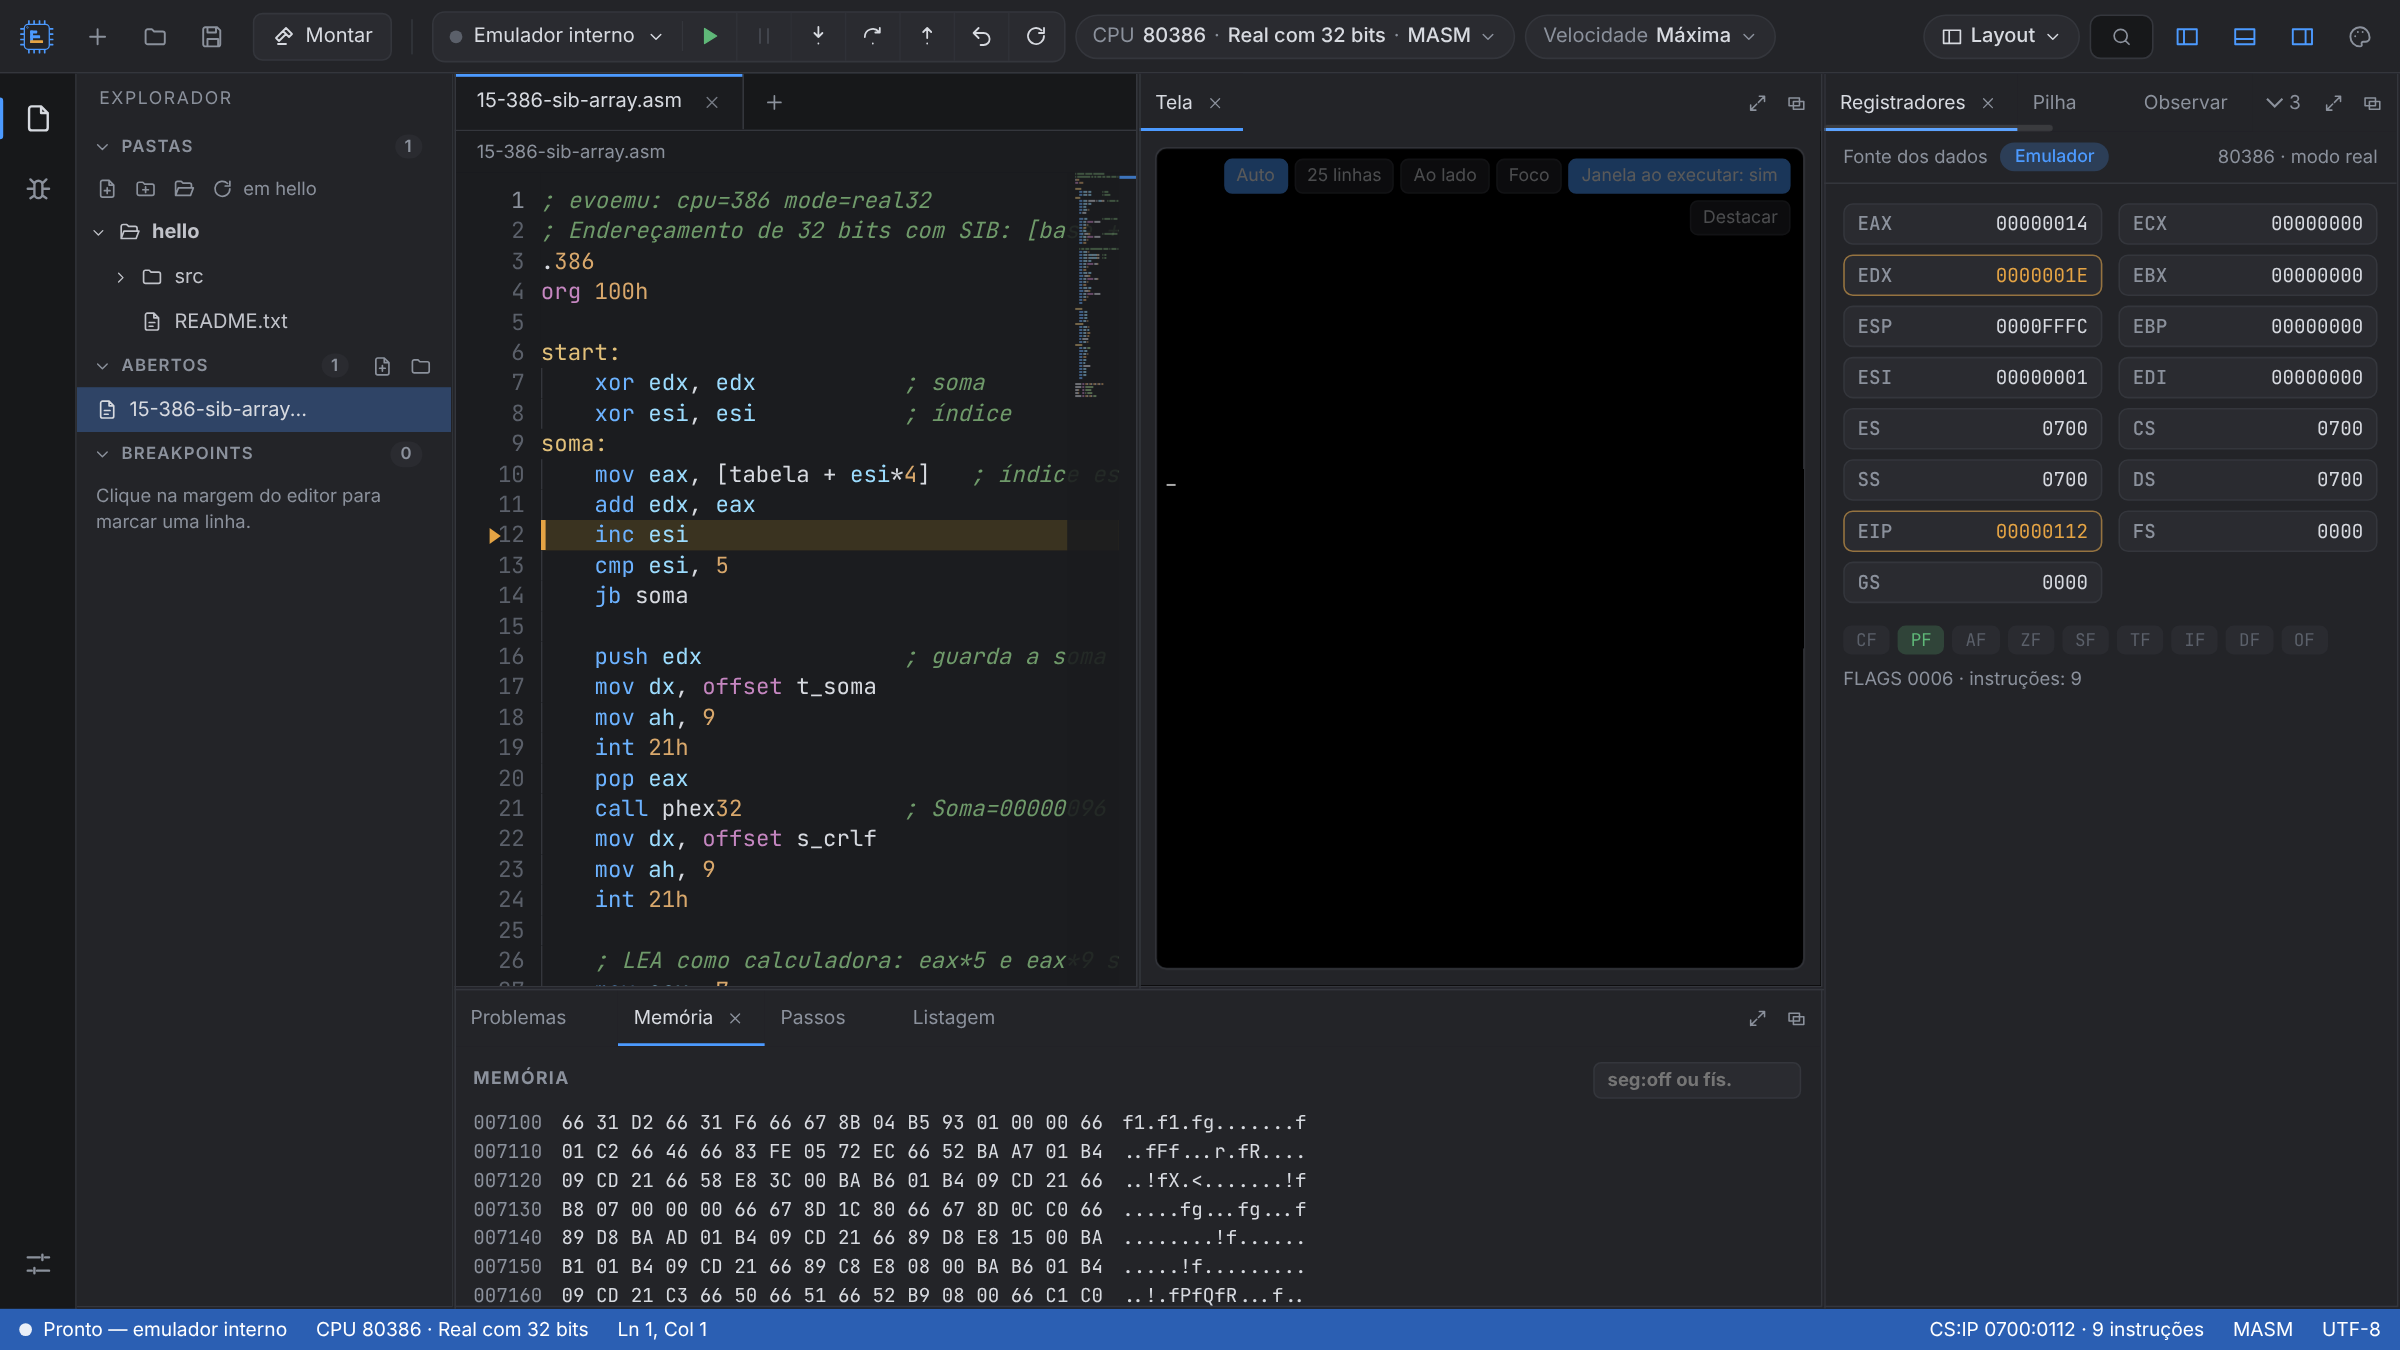 Montar
Emulador interno
CPU 80386 · Real com 32 bits · MASM
Velocidade Máxima
Layout
EXPLORADOR
PASTAS 1
em hello
hello
src
README.txt
ABERTOS 1
15-386-sib-array...
BREAKPOINTS 0
Clique na margem do editor para
marcar uma linha.
15-386-sib-array.asm
15-386-sib-array.asm
1 ; evoemu: cpu=386 mode=real32
2 ; Endereçamento de 32 bits com SIB: [bas +
3 .386
4 org 100h
5
6 start:
7 xor edx, edx ; soma
8 xor esi, esi ; índice
9 soma:
10 mov eax, [tabela + esi*4] ; índice es
11 add edx, eax
12 inc esi
13 cmp esi, 5
14 jb soma
15
16 push edx ; guarda a soma
17 mov dx, offset t_soma
18 mov ah, 9
19 int 21h
20 pop eax
21 call phex32 ; Soma=00000096
22 mov dx, offset s_crlf
23 mov ah, 9
24 int 21h
25
26 ; LEA como calculadora: eax*5 e eax*9 s
Tela
Auto 25 linhas Ao lado Foco Janela ao executar: sim
Destacar
_
Problemas Memória Passos Listagem
MEMÓRIA seg:off ou fís.
007100 66 31 D2 66 31 F6 66 67 8B 04 B5 93 01 00 00 66 f1.f1.fg.......f
007110 01 C2 66 46 66 83 FE 05 72 EC 66 52 BA A7 01 B4 ..fFf...r.fR....
007120 09 CD 21 66 58 E8 3C 00 BA B6 01 B4 09 CD 21 66 ..!fX.<.......!f
007130 B8 07 00 00 00 66 67 8D 1C 80 66 67 8D 0C C0 66 .....fg...fg...f
007140 89 D8 BA AD 01 B4 09 CD 21 66 89 D8 E8 15 00 BA ........!f......
007150 B1 01 B4 09 CD 21 66 89 C8 E8 08 00 BA B6 01 B4 .....!f.........
007160 09 CD 21 C3 66 50 66 51 66 52 B9 08 00 66 C1 C0 ..!.fPfQfR...f..
Registradores Pilha Observar 3
Fonte dos dados Emulador 80386 · modo real
EAX 00000014 ECX 00000000
EDX 0000001E EBX 00000000
ESP 0000FFFC EBP 00000000
ESI 00000001 EDI 00000000
ES 0700 CS 0700
SS 0700 DS 0700
EIP 00000112 FS 0000
GS 0000
CF PF AF ZF SF TF IF DF OF
FLAGS 0006 · instruções: 9
Pronto — emulador interno CPU 80386 · Real com 32 bits Ln 1, Col 1 CS:IP 0700:0112 · 9 instruções MASM UTF-8